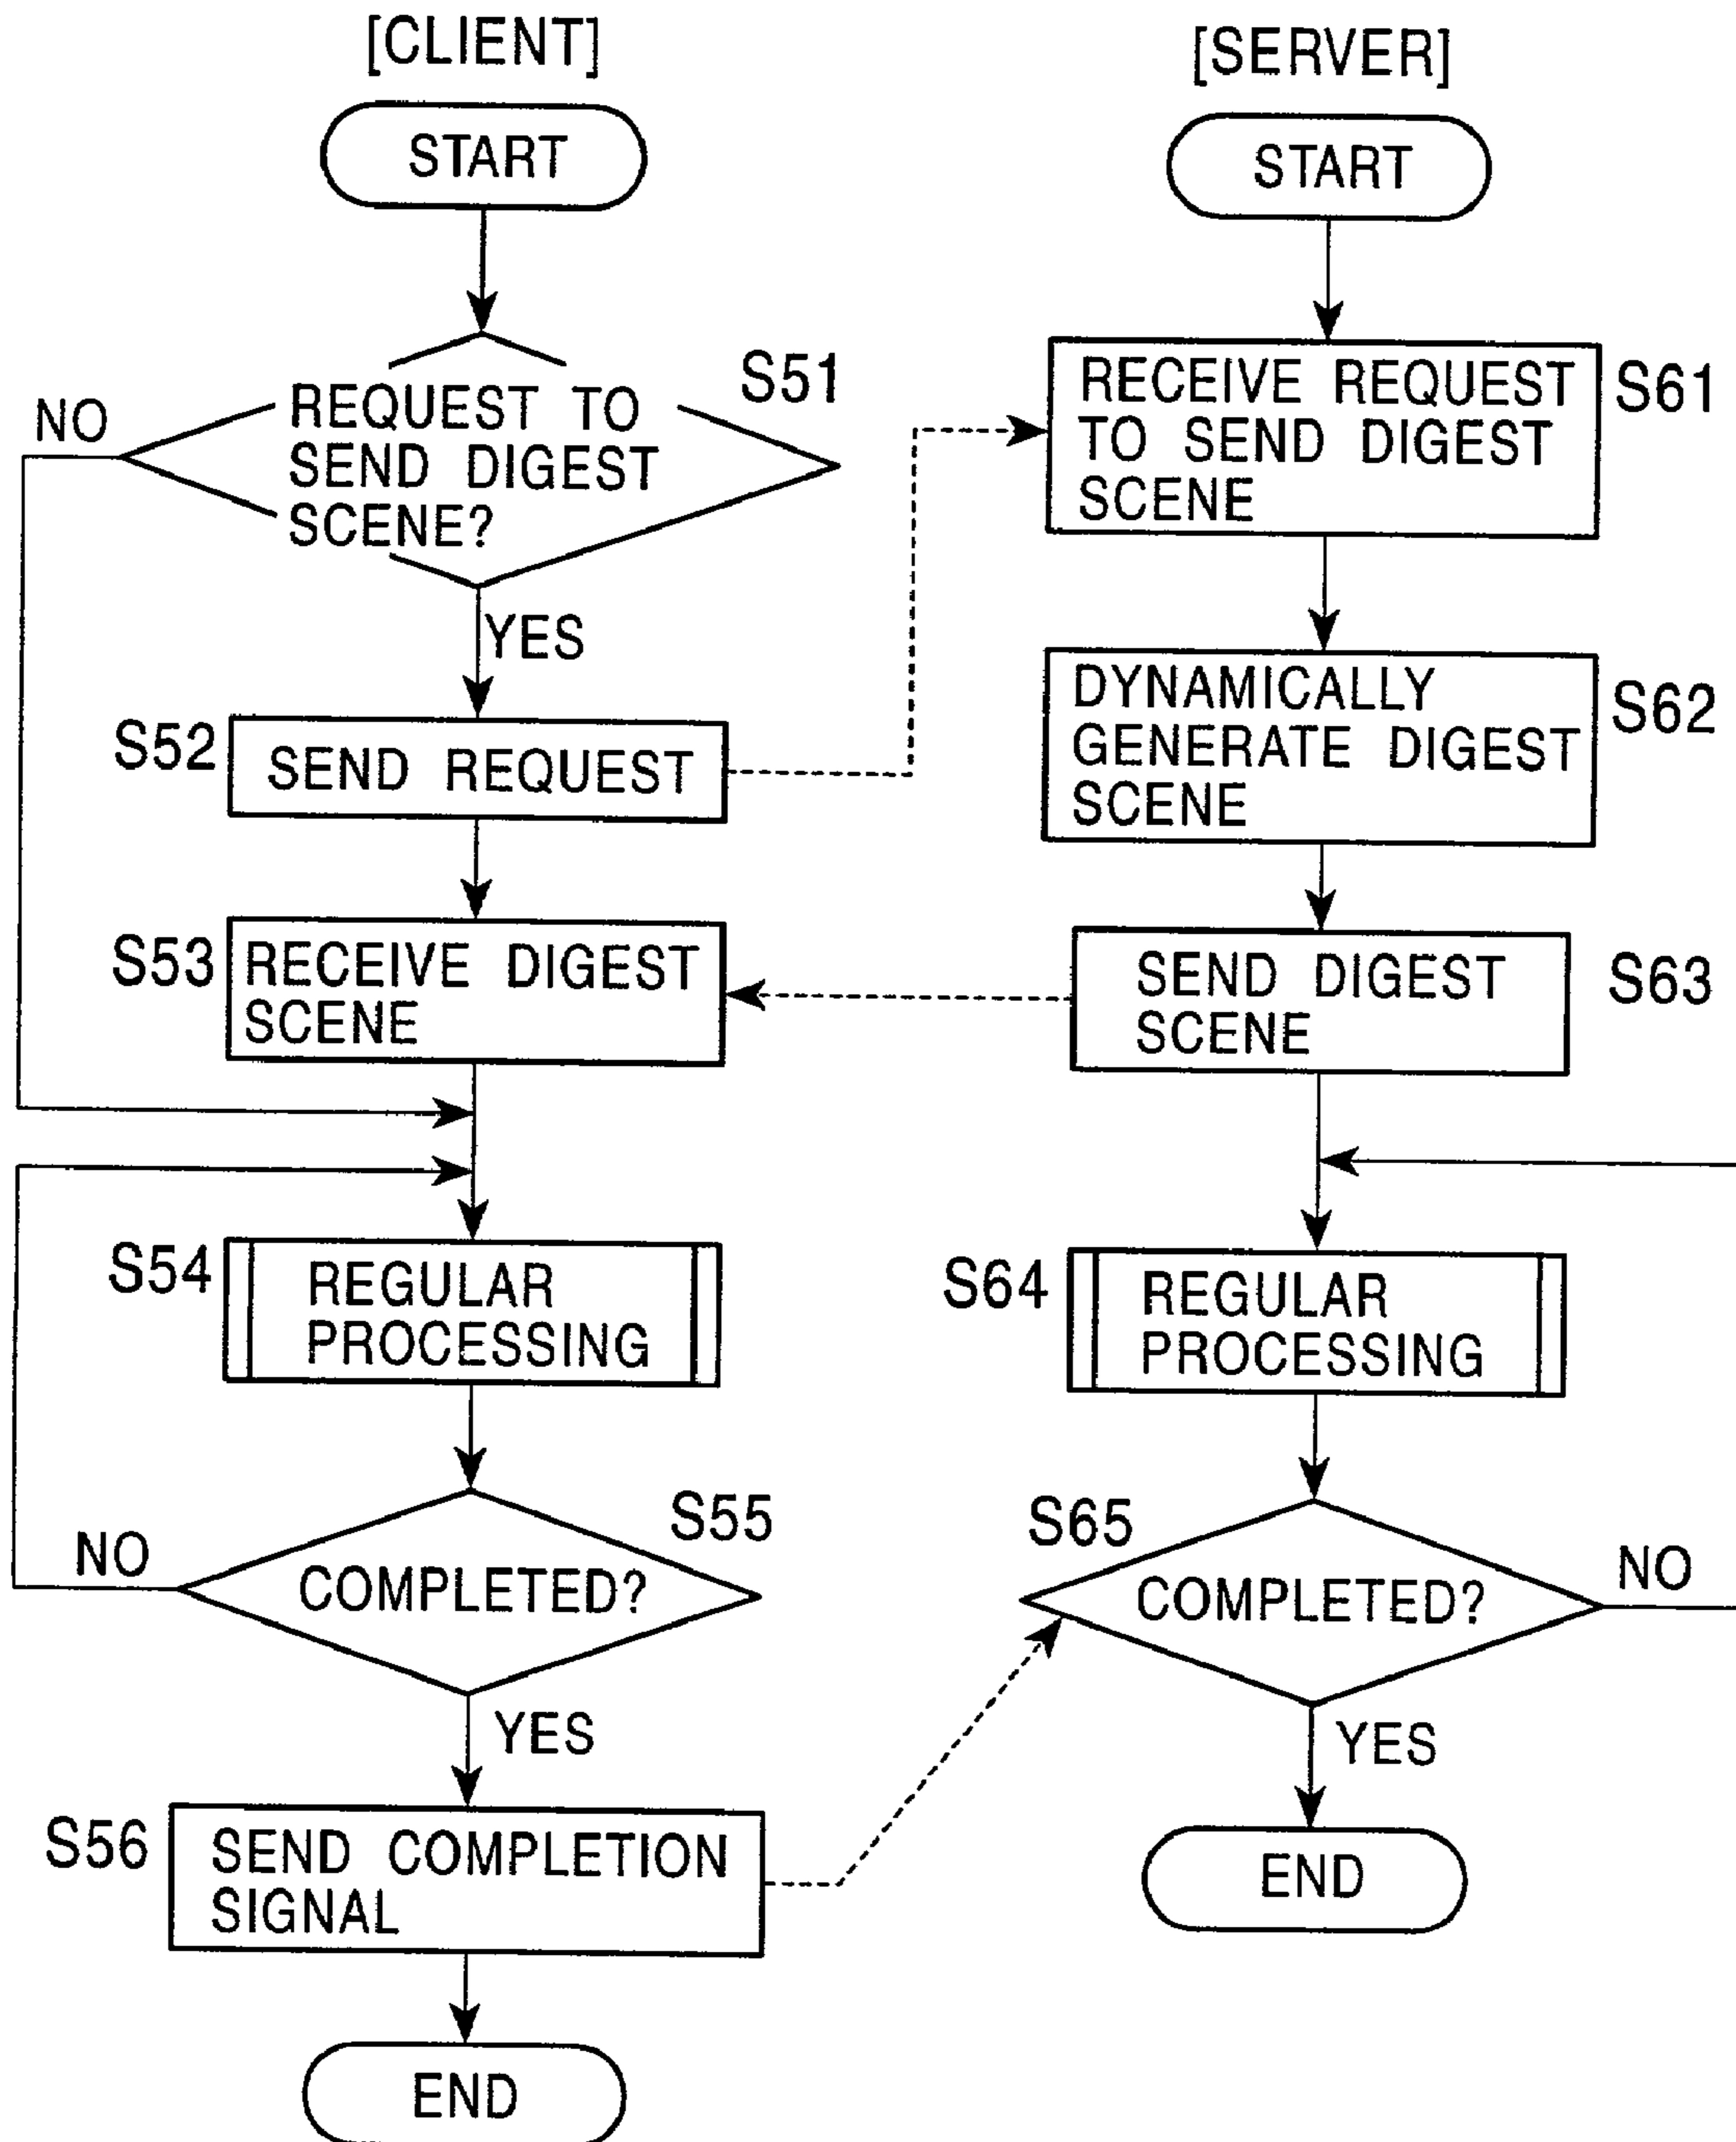 [CLIENT]
START
REQUEST TO
SEND DIGEST
SCENE?
S51
NO
YES
S52
SEND REQUEST
S53
RECEIVE DIGEST
SCENE
S54
REGULAR
PROCESSING
S55
COMPLETED?
NO
YES
S56
SEND COMPLETION
SIGNAL
END
[SERVER]
START
RECEIVE REQUEST
TO SEND DIGEST
SCENE
S61
DYNAMICALLY
GENERATE DIGEST
SCENE
S62
SEND DIGEST
SCENE
S63
S64
REGULAR
PROCESSING
S65
COMPLETED?
NO
YES
END